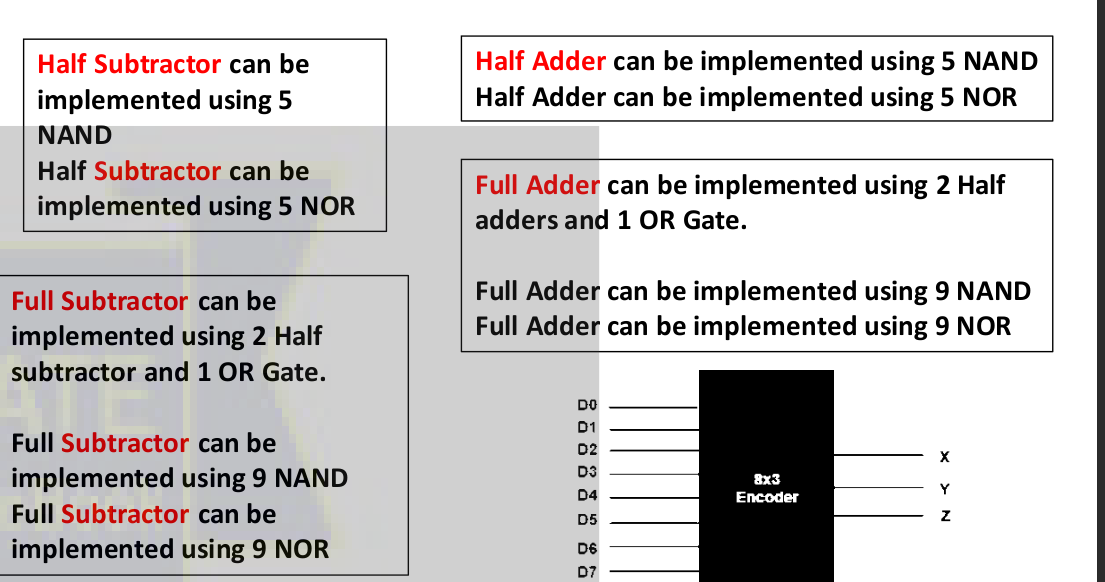 Half Subtractor can be
implemented using 5
NAND
Half Subtractor can be
implemented using 5 NOR
Half Adder can be implemented using 5 NAND
Half Adder can be implemented using 5 NOR
Full Adder can be implemented using 2 Half
adders and 1 OR Gate.
Full Adder can be implemented using 9 NAND
Full Adder can be implemented using 9 NOR
Full Subtractor can be
implemented using 2 Half
subtractor and 1 OR Gate.
Full Subtractor can be
implemented using 9 NAND
Full Subtractor can be
implemented using 9 NOR
D0
D1
D2
D3
D4
D5
D6
D7
8x3
Encoder
X
Y
Z